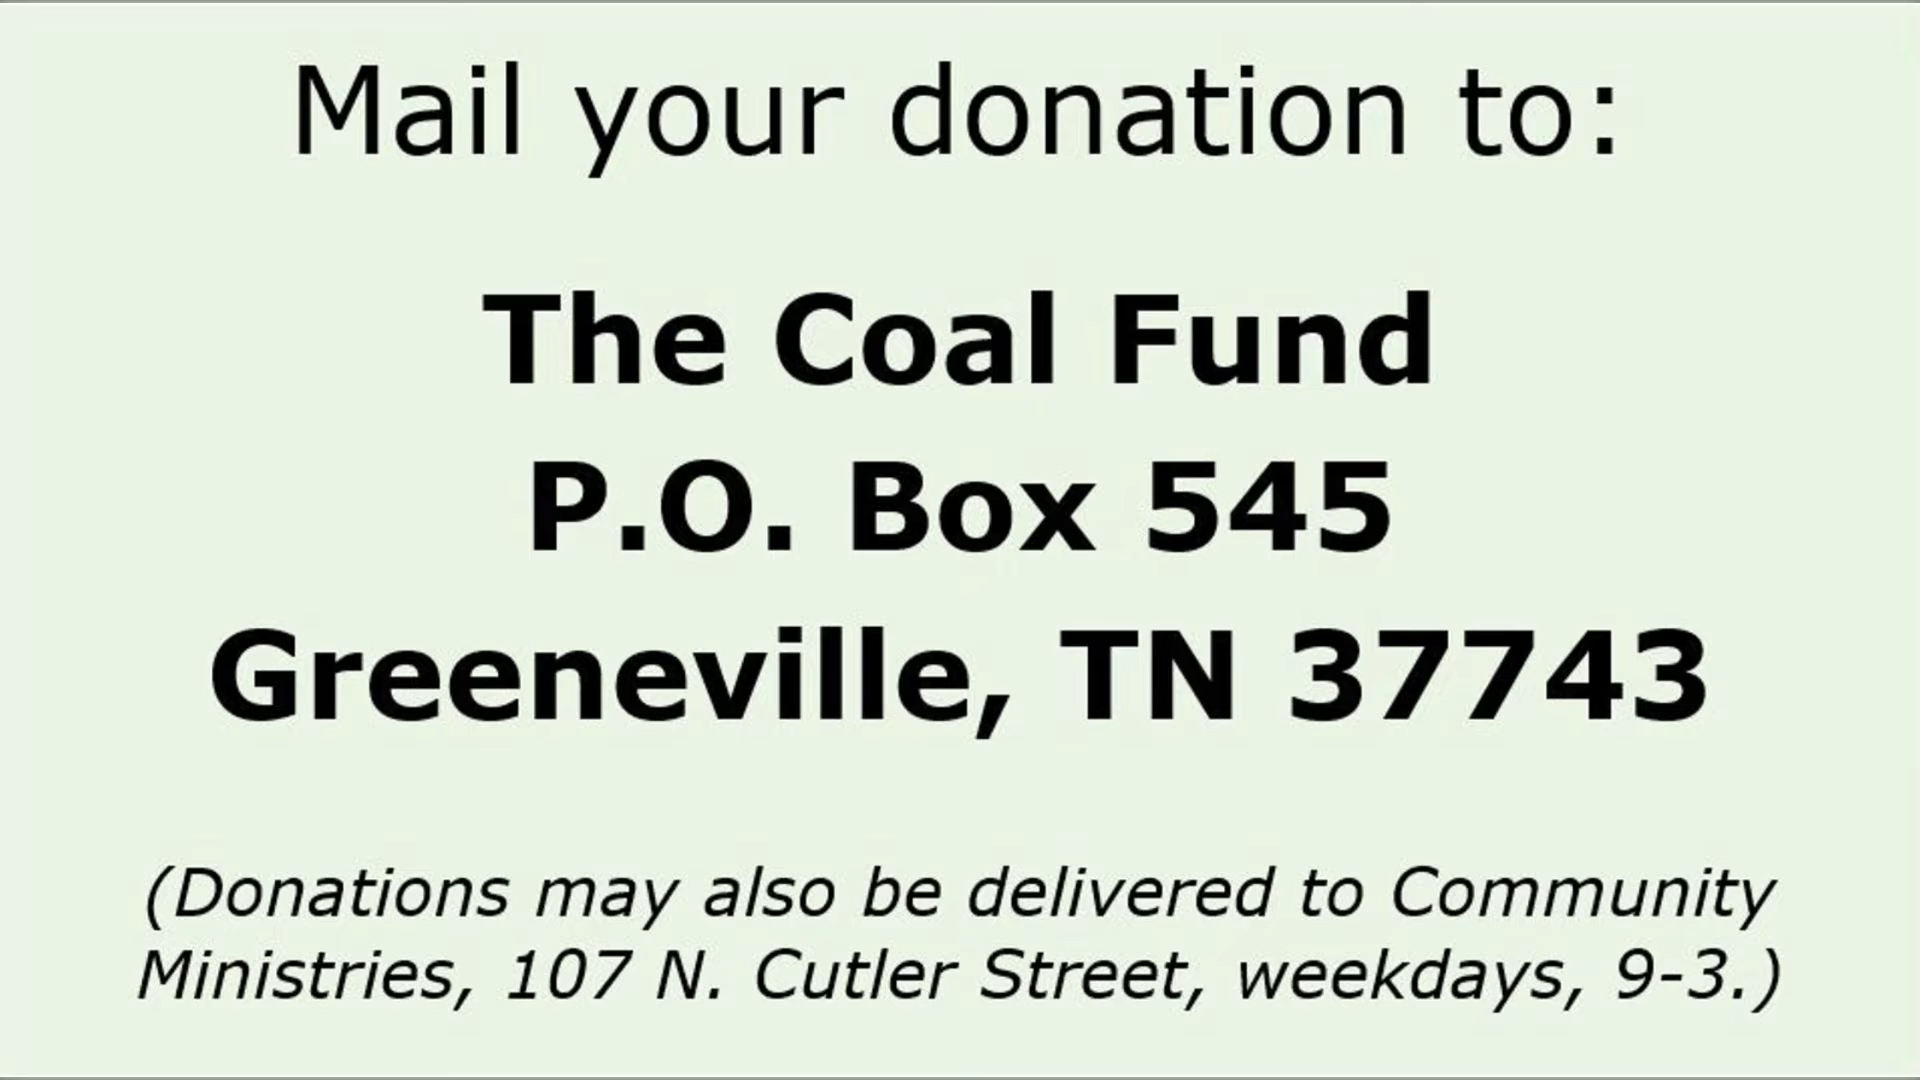 Mail your donation to:
The Coal Fund
P.O. Box 545
Greeneville, TN 37743
(Donations may also be delivered to Community
Ministries, 107 N. Cutler Street, weekdays, 9-3.)